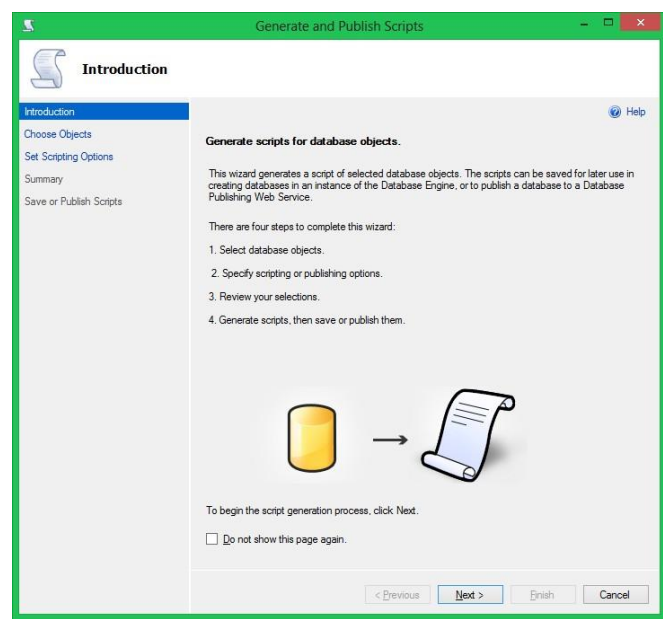 Generate and Publish Scripts
Introduction
Introduction
Choose Objects
Set Scripting Options
Summary
Save or Publish Scripts
Help
Generate scripts for database objects.
This wizard generates a script of selected database objects. The scripts can be saved for later use in
creating databases in an instance of the Database Engine, or to publish a database to a Database
Publishing Web Service.
There are four steps to complete this wizard:
1. Select database objects.
2. Specify scripting or publishing options.
3. Review your selections.
4. Generate scripts, then save or publish them.
To begin the script generation process, click Next.
Do not show this page again.
< Previous Next > Finish Cancel